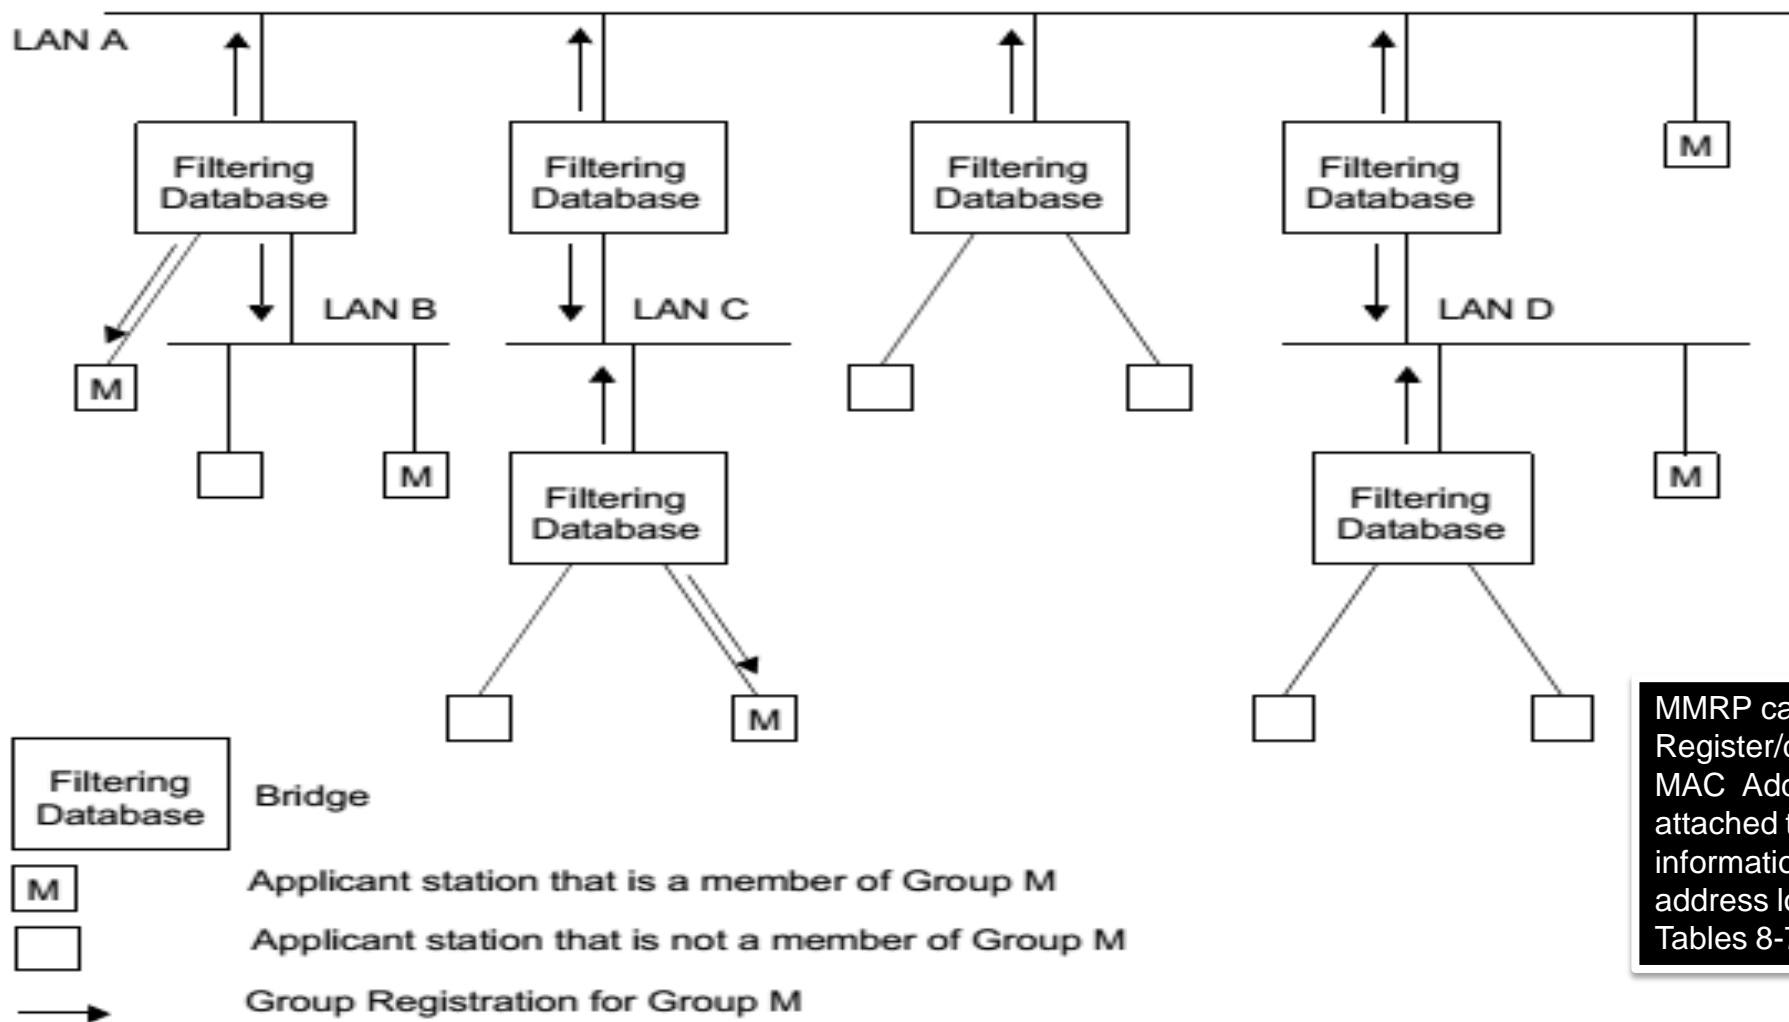 LAN A
Filtering
Database
Filtering
Database
Filtering
Database
Filtering
Database
M
LAN B
LAN C
LAN D
M
M
Filtering
Database
Filtering
Database
M
M
Filtering
Database
Bridge
M
Applicant station that is a member of Group M
Applicant station that is not a member of Group M
Group Registration for Group M
MMRP
MAC
attached
address
Tables